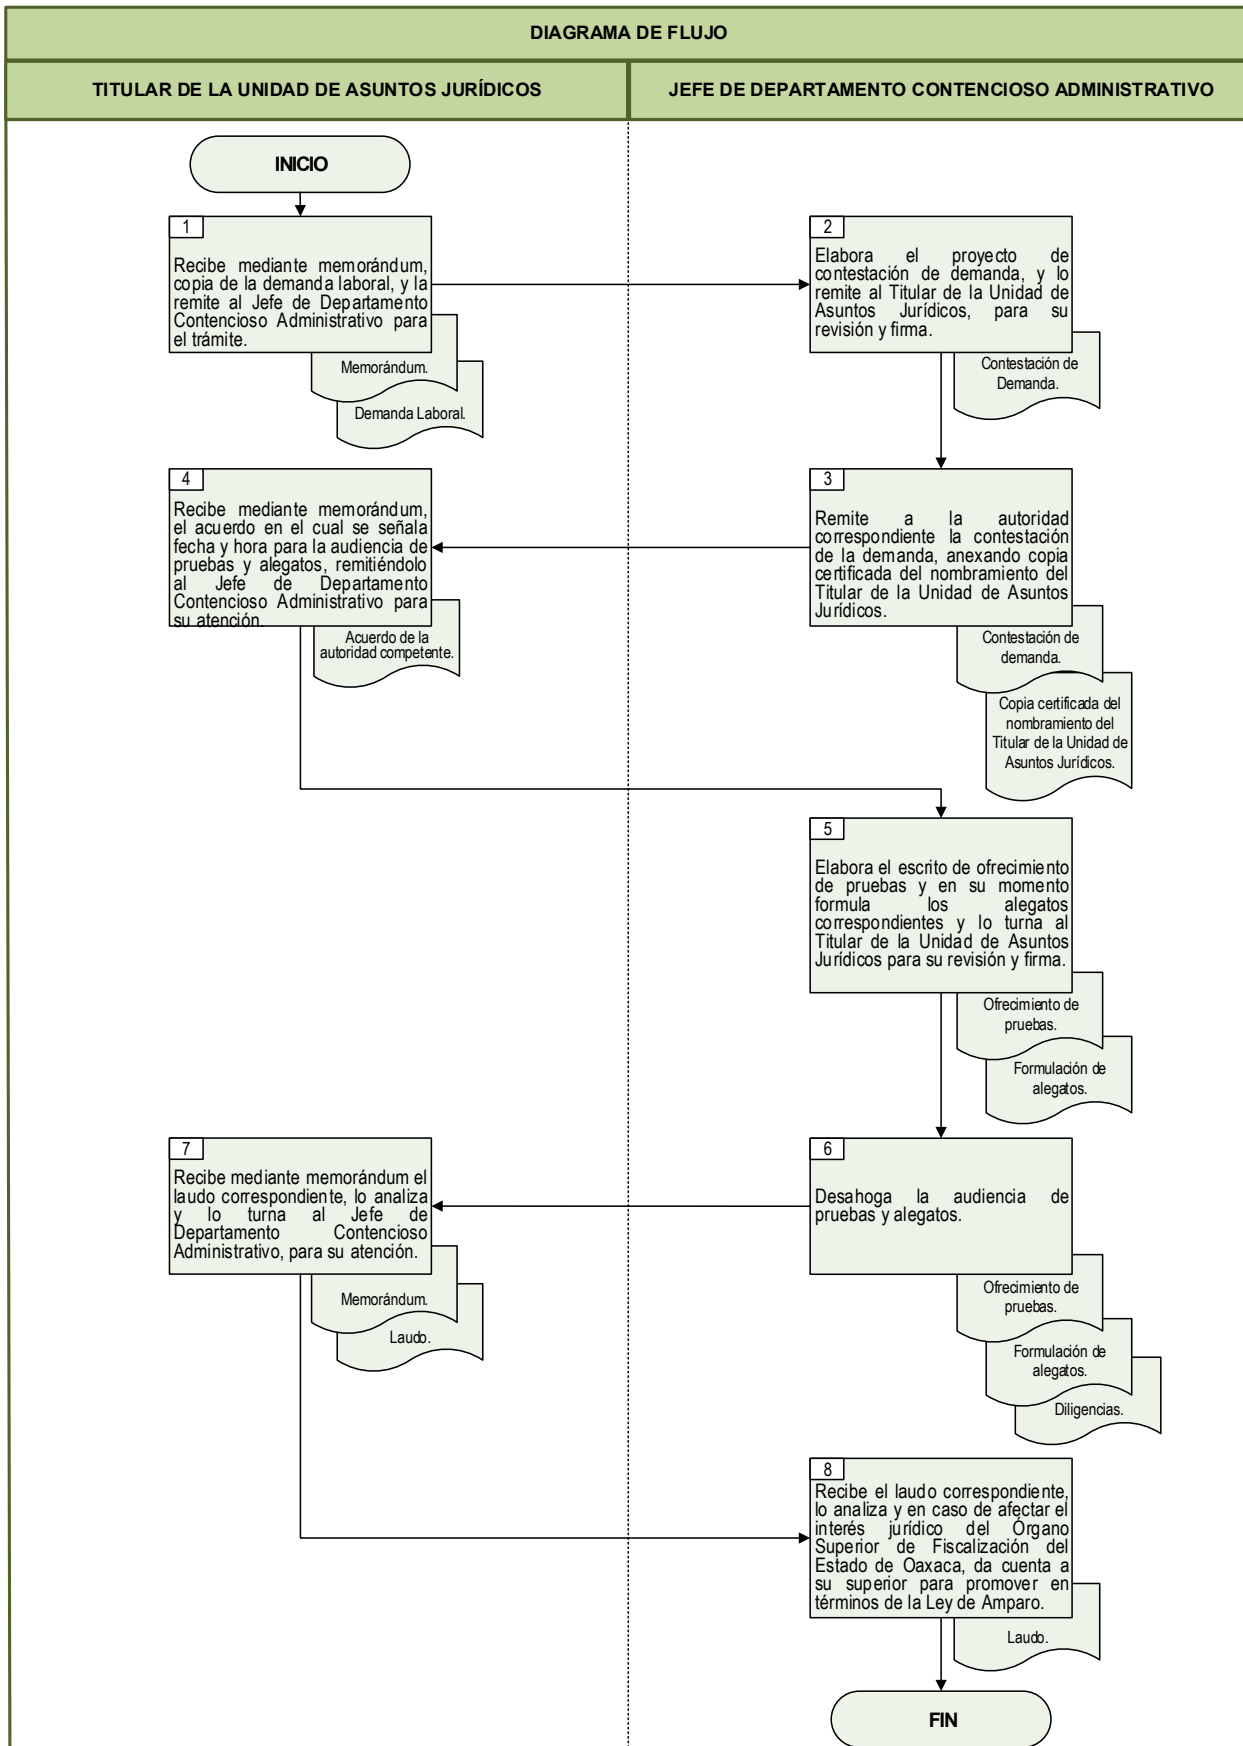 DIAGRAMA DE FLUJO
TITULAR DE LA UNIDAD DE ASUNTOS JURÍDICOS
JEFE DE DEPARTAMENTO CONTENCIOSO ADMINISTRATIVO
INICIO
1
Recibe mediante memorándum,
copia de la demanda laboral, y la
remite al Jefe de Departamento
Contencioso Administrativo para
el trámite.
Memorándum.
Demanda Laboral.
2
Elabora el proyecto de
contestación de demanda, y lo
remite al Titular de la Unidad de
Asuntos Jurídicos, para su
revisión y firma.
Contestación de
Demanda.
3
Remite a la autoridad
correspondiente la contestación
de la demanda, anexando copia
certificada del nombramiento del
Titular de la Unidad de Asuntos
Jurídicos.
Contestación de
demanda.
Copia certificada del
nombramiento del
Titular de la Unidad de
Asuntos Jurídicos.
4
Recibe mediante memorándum,
el acuerdo en el cual se señala
fecha y hora para la audiencia de
pruebas y alegatos, remitiéndolo
al Jefe de Departamento
Contencioso Administrativo para
su atención.
Acuerdo de la
autoridad competente.
5
Elabora el escrito de ofrecimiento
de pruebas y en su momento
formula los alegatos
correspondientes y lo turna al
Titular de la Unidad de Asuntos
Jurídicos para su revisión y firma.
Ofrecimiento de
pruebas.
Formulación de
alegatos.
6
Desahoga la audiencia de
pruebas y alegatos.
Ofrecimiento de
pruebas.
Formulación de
alegatos.
Diligencias.
7
Recibe mediante memorándum el
laudo correspondiente, lo analiza
y lo turna al Jefe de
Departamento Contencioso
Administrativo, para su atención.
Memorándum.
Laudo.
8
Recibe el laudo correspondiente,
lo analiza y en caso de afectar el
interés jurídico del Órgano
Superior de Fiscalización del
Estado de Oaxaca, da cuenta a
su superior para promover en
términos de la Ley de Amparo.
Laudo.
FIN